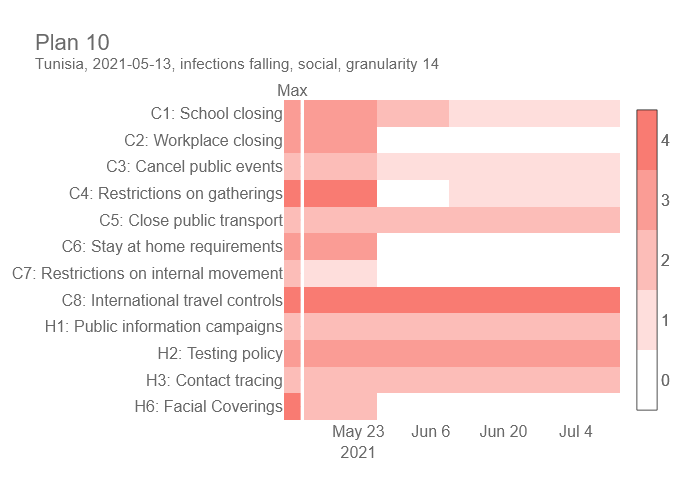 Plan 10
Tunisia, 2021-05-13, infections falling, social, granularity 14
Max
C1: School closing
C2: Workplace closing
C3: Cancel public events
C4: Restrictions on gatherings
C5: Close public transport
C6: Stay at home requirements
C7: Restrictions on internal movement
C8: International travel controls
H1: Public information campaigns
H2: Testing policy
H3: Contact tracing
H6: Facial Coverings
May 23 Jun 6 Jun 20 Jul 4
2021
4
3
2
1
0